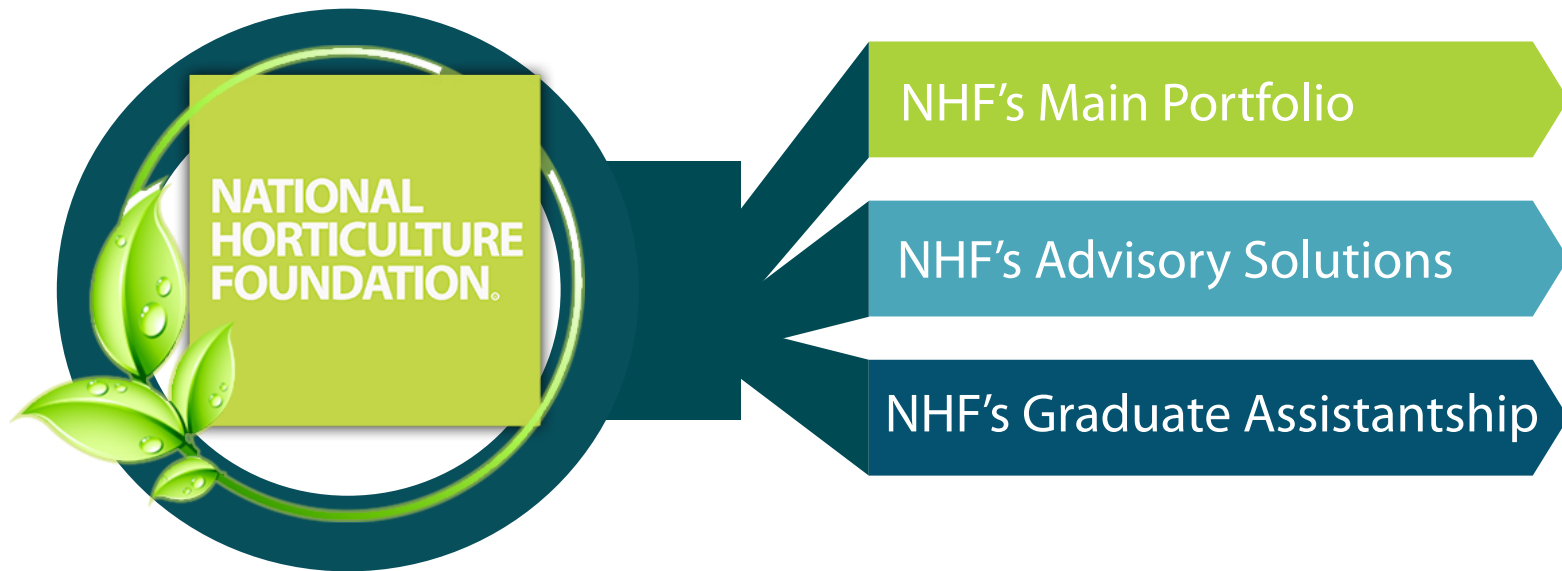 NATIONAL
HORTICULTURE
FOUNDATION®
NHF's Main Portfolio
NHF's Advisory Solutions
NHF's Graduate Assistantship